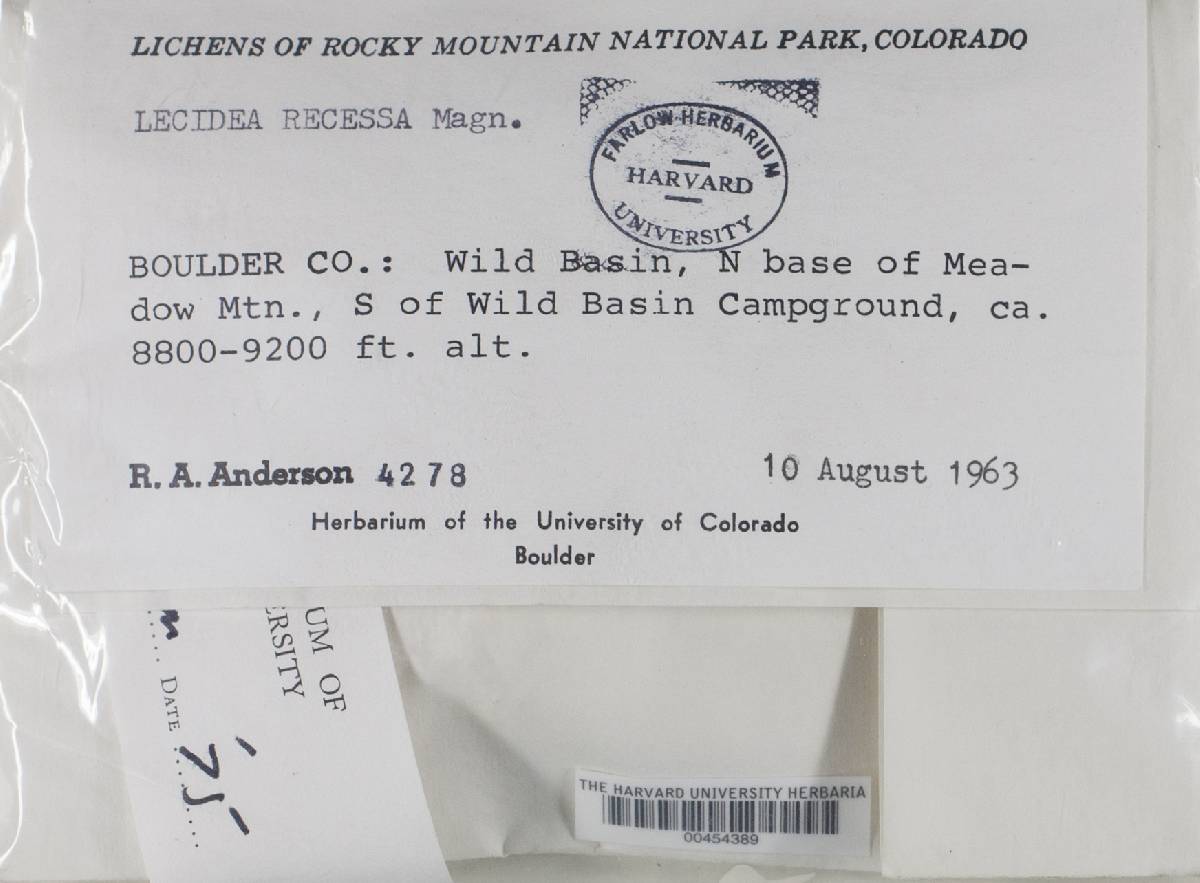 LICHENS OF ROCKY MOUNTAIN NATIONAL PARK, COLORADO
LECIDEA RECESSA Magn.
FARLOW HERBARIUM
HARVARD
UNIVERSITY
BOULDER CO.: Wild Basin, N base of Mea-
dow Mtn., S of Wild Basin Campground, ca.
8800-9200 ft. alt.
R. A. Anderson 4278
10 August 1963
Herbarium of the University of Colorado
Boulder
UM OF
ERSITY
DATE
THE HARVARD UNIVERSITY HERBARIA
00454389